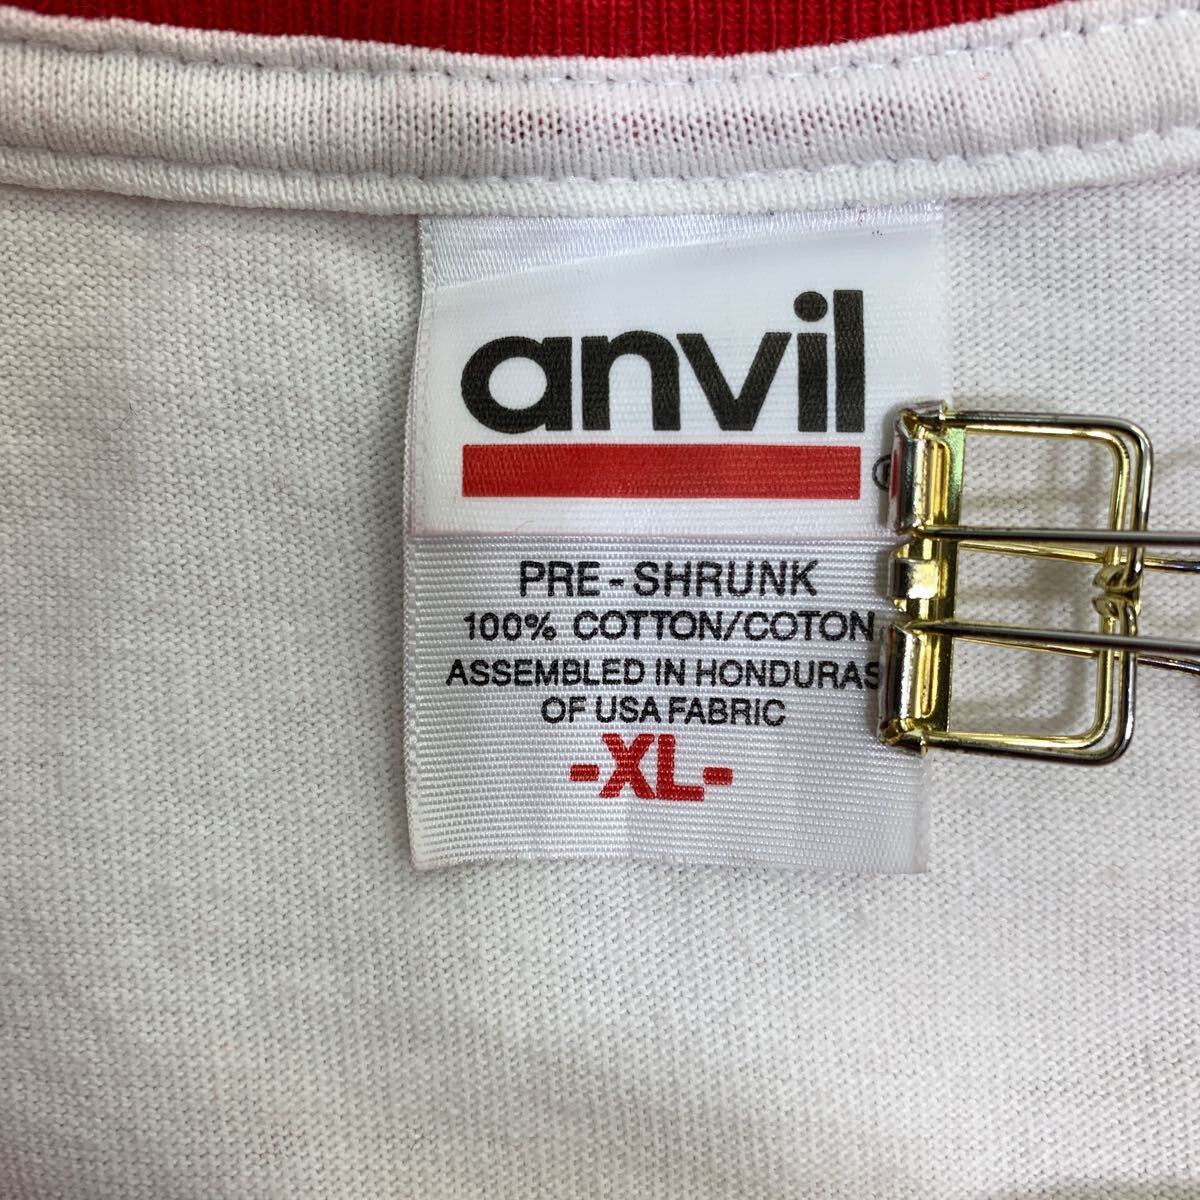 anvil
®
PRE-SHRUNK
100% COTTON/COTON
ASSEMBLED IN HONDURAS
OF USA FABRIC
-XL-